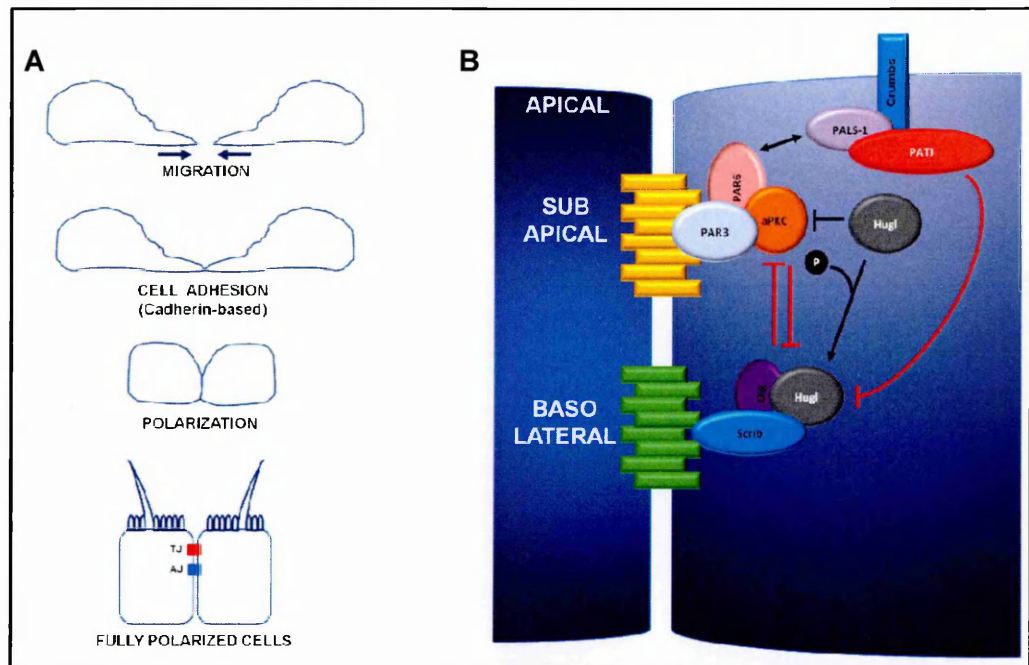 A
MIGRATION
CELL ADHESION
(Cadherin-based)
POLARIZATION
TJ
AJ
FULLY POLARIZED CELLS
B
APICAL
SUB
APICAL
BASO
LATERAL
Crumbs
PALS-1
PATJ
PAR6
PAR3
aPKC
Hugl
P
Hugl
Scrib